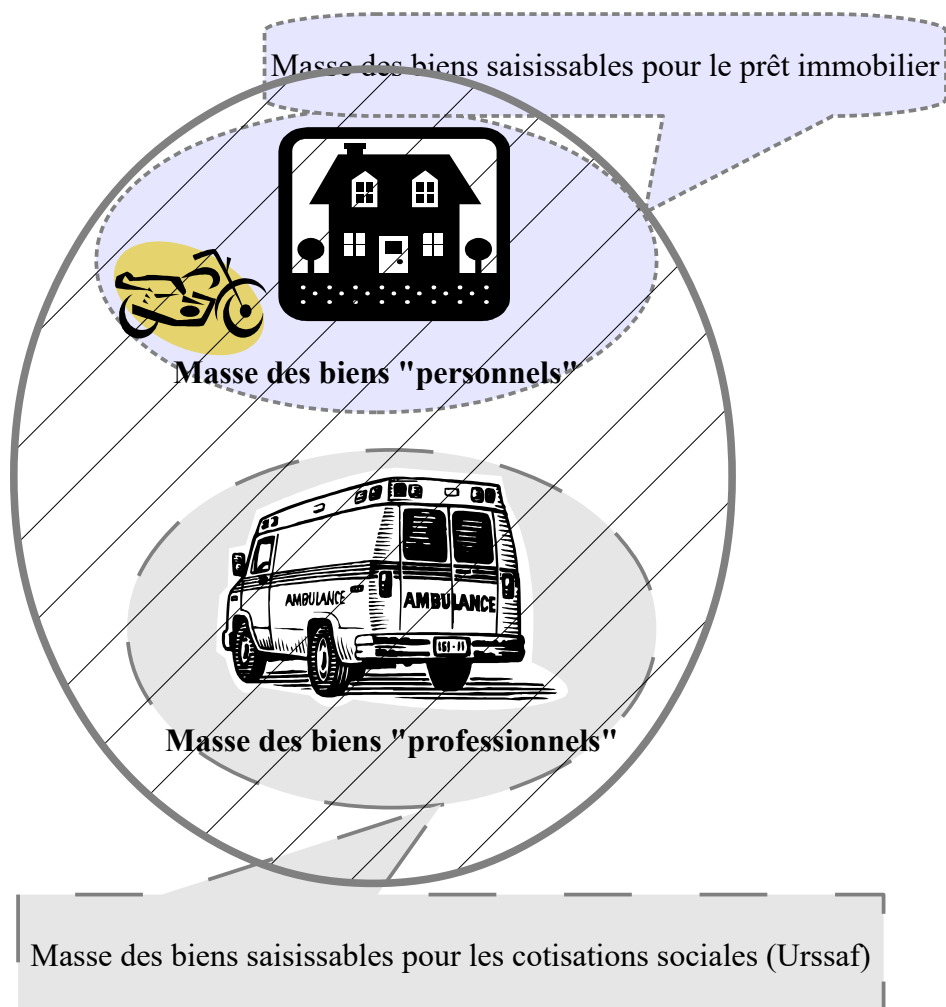 Masse des biens saisissables pour le prêt immobilier
Masse des biens "personnels"
AMBULANCE
AMBULANCE
Masse des biens "professionnels"
Masse des biens saisissables pour les cotisations sociales (Urssaf)